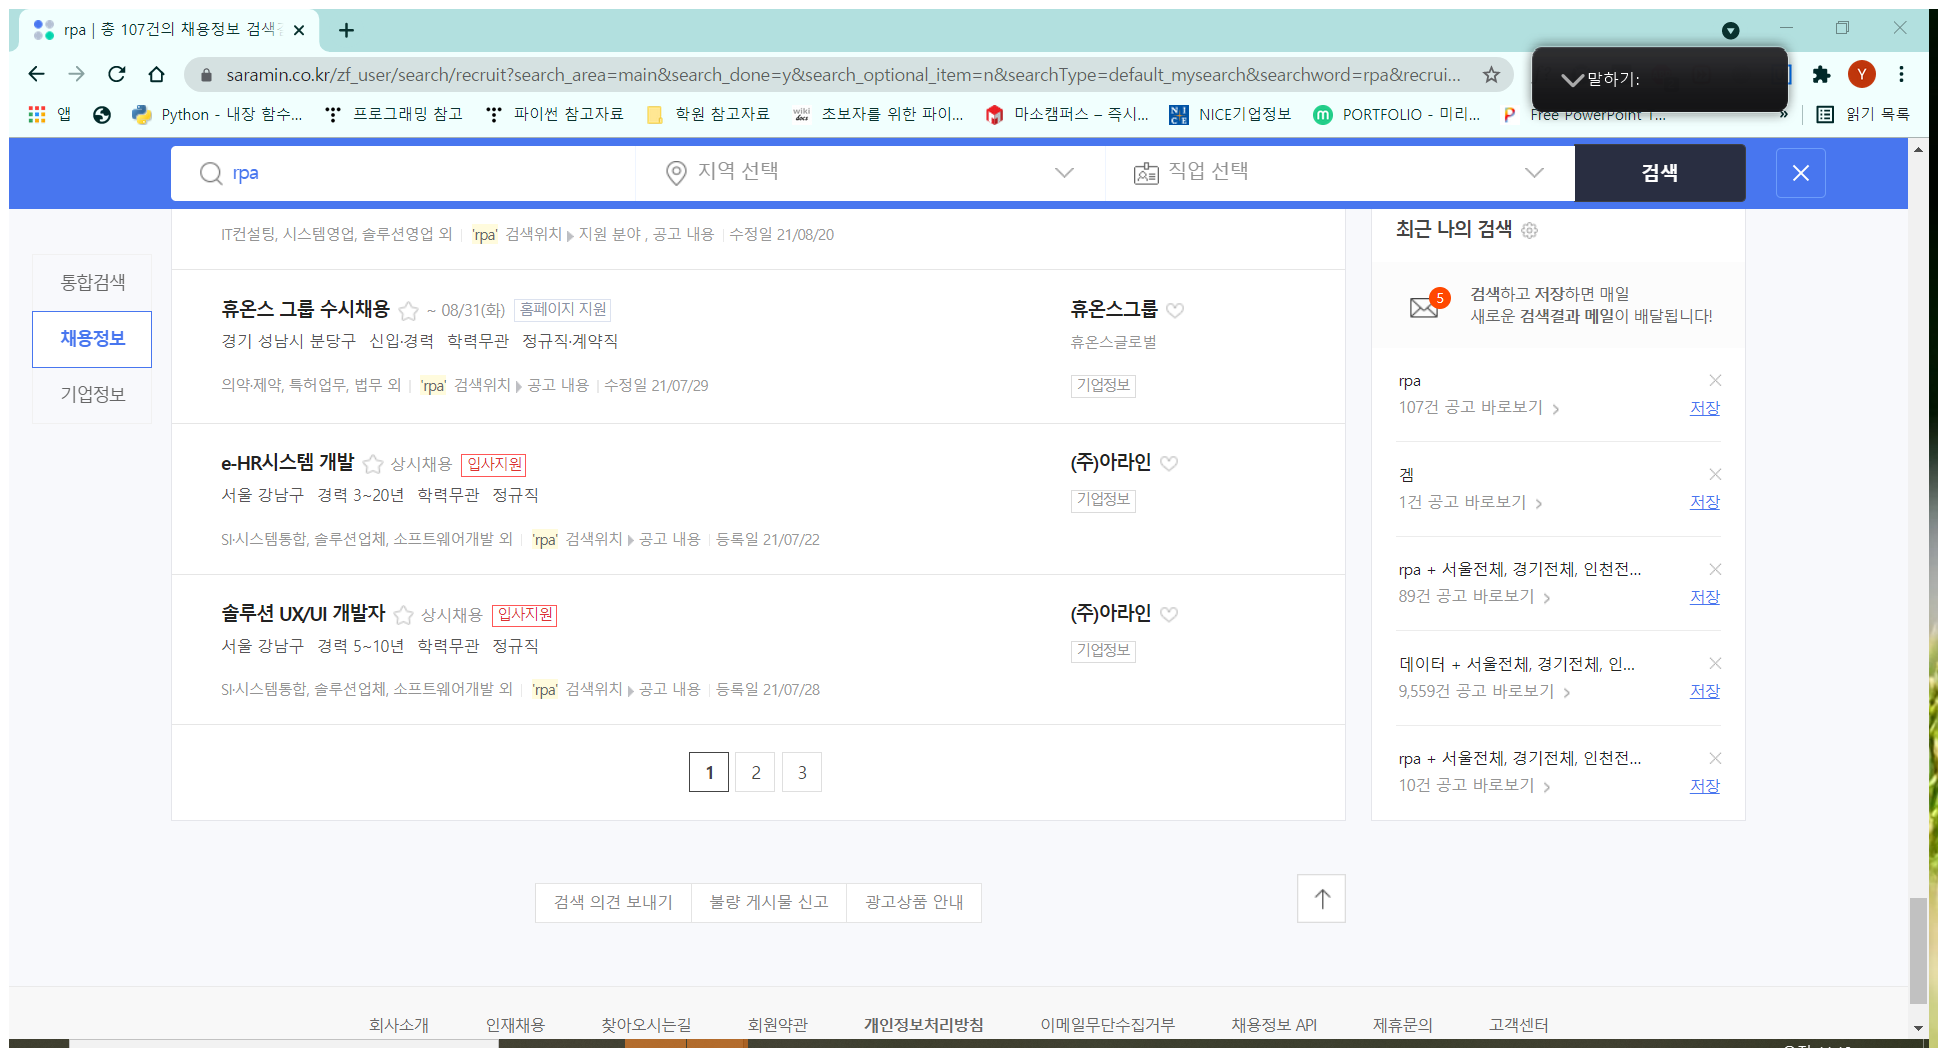 rpa | 총 107건의 채용정보 검색
saramin.co.kr/zf_user/search/recruit?search_area=main&search_done=y&search_optional_item=n&searchType=default_mysearch&searchword=rpa&recrui...
Y
말하기:
앱
Python - 내장 함수...
프로그래밍 참고
파이썬 참고자료
학원 참고자료
wiki docs 초보자를 위한 파이...
마소캠퍼스 – 즉시...
NICE NICE기업정보
m PORTFOLIO - 미리...
P Free PowerPoint T...
»
읽기 목록
rpa
지역 선택
직업 선택
검색
통합검색
채용정보
기업정보
IT컨설팅, 시스템영업, 솔루션영업 외 | 'rpa' 검색위치 ▶ 지원 분야 , 공고 내용 | 수정일 21/08/20
휴온스 그룹 수시채용 ~ 08/31(화) 홈페이지 지원
휴온스그룹
경기 성남시 분당구 신입·경력 학력무관 정규직·계약직
휴온스글로벌
의약·제약, 특허업무, 법무 외 | 'rpa' 검색위치 ▶ 공고 내용 | 수정일 21/07/29
기업정보
e-HR시스템 개발 상시채용 입사지원
(주)아라인
서울 강남구 경력 3~20년 학력무관 정규직
기업정보
SI·시스템통합, 솔루션업체, 소프트웨어개발 외 | 'rpa' 검색위치 ▶ 공고 내용 | 등록일 21/07/22
솔루션 UX/UI 개발자 상시채용 입사지원
(주)아라인
서울 강남구 경력 5~10년 학력무관 정규직
기업정보
SI·시스템통합, 솔루션업체, 소프트웨어개발 외 | 'rpa' 검색위치 ▶ 공고 내용 | 등록일 21/07/28
1 2 3
최근 나의 검색
5
검색하고 저장하면 매일
새로운 검색결과 메일이 배달됩니다!
rpa
107건 공고 바로보기 >
저장
겜
1건 공고 바로보기 >
저장
rpa + 서울전체, 경기전체, 인천전...
89건 공고 바로보기 >
저장
데이터 + 서울전체, 경기전체, 인...
9,559건 공고 바로보기 >
저장
rpa + 서울전체, 경기전체, 인천전...
10건 공고 바로보기 >
저장
검색 의견 보내기
불량 게시물 신고
광고상품 안내
회사소개 인재채용 찾아오시는길 회원약관 개인정보처리방침 이메일무단수집거부 채용정보 API 제휴문의 고객센터